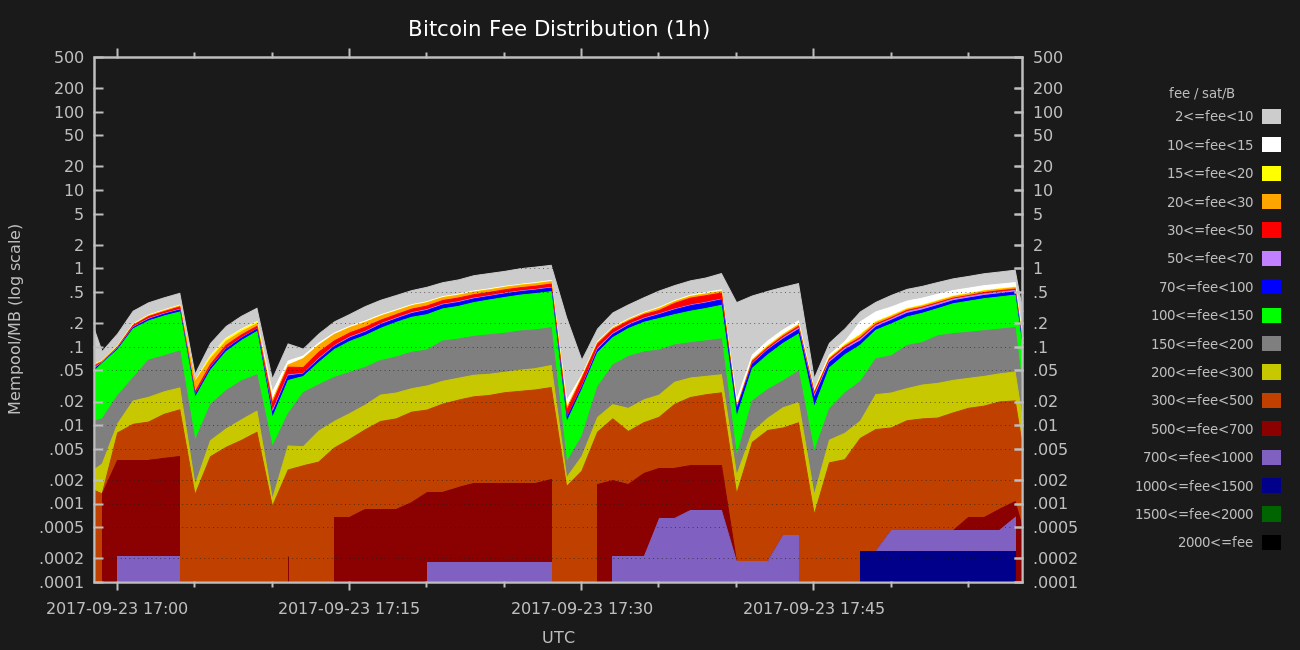 Bitcoin Fee Distribution (1h)
500
200
100
50
20
10
5
2
1
.5
.2
.1
.05
.02
.01
.005
.002
.001
.0005
.0002
.0001
Mempool/MB (log scale)
500
200
100
50
20
10
5
2
1
.5
.2
.1
.05
.02
.01
.005
.002
.001
.0005
.0002
.0001
2017-09-23 17:00 2017-09-23 17:15 2017-09-23 17:30 2017-09-23 17:45
UTC
fee / sat/B
2<=fee<10
10<=fee<15
15<=fee<20
20<=fee<30
30<=fee<50
50<=fee<70
70<=fee<100
100<=fee<150
150<=fee<200
200<=fee<300
300<=fee<500
500<=fee<700
700<=fee<1000
1000<=fee<1500
1500<=fee<2000
2000<=fee